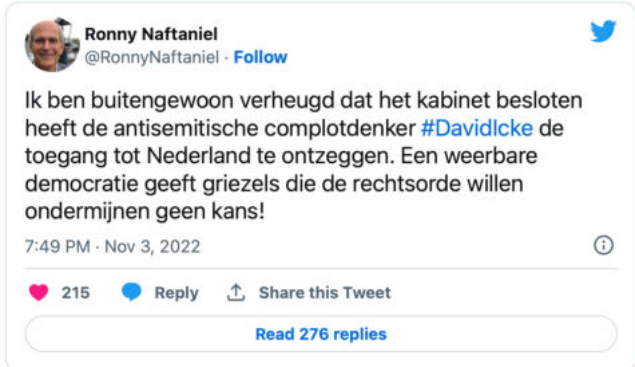 Ronny Naftaniel
@RonnyNaftaniel · Follow
Ik ben buitengewoon verheugd dat het kabinet besloten
heeft de antisemitische complotdenker #DavidIcke de
toegang tot Nederland te ontzeggen. Een weerbare
democratie geeft griezels die de rechtsorde willen
ondermijnen geen kans!
7:49 PM · Nov 3, 2022
215 Reply Share this Tweet
Read 276 replies